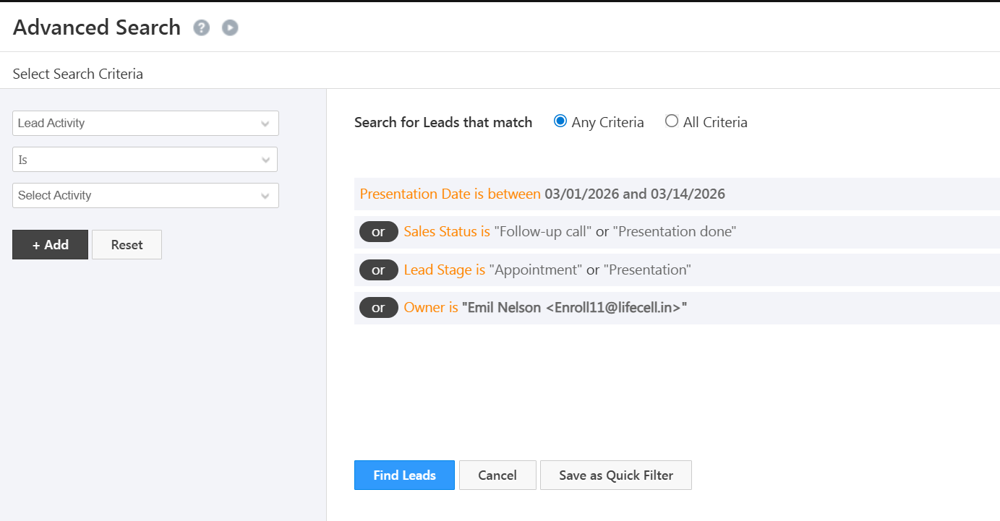 Advanced Search ?
Select Search Criteria
Lead Activity
Is
Select Activity
+ Add Reset
Search for Leads that match Any Criteria All Criteria
Presentation Date is between 03/01/2026 and 03/14/2026
or Sales Status is "Follow-up call" or "Presentation done"
or Lead Stage is "Appointment" or "Presentation"
or Owner is "Emil Nelson <Enroll11@lifecell.in>"
Find Leads Cancel Save as Quick Filter